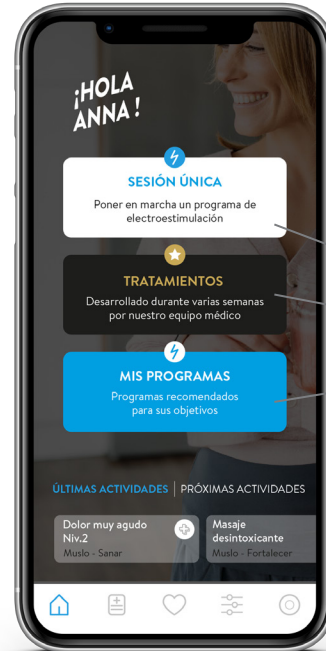 ¡HOLA
ANNA !
SESIÓN ÚNICA
Poner en marcha un programa de
electroestimulación
TRATAMIENTOS
Desarrollado durante varias semanas
por nuestro equipo médico
MIS PROGRAMAS
Programas recomendados
para sus objetivos
ÚLTIMAS ACTIVIDADES | PRÓXIMAS ACTIVIDADES
Dolor muy agudo
Niv.2
Muslo - Sanar
Masaje
desintoxicante
Muslo - Fortalecer